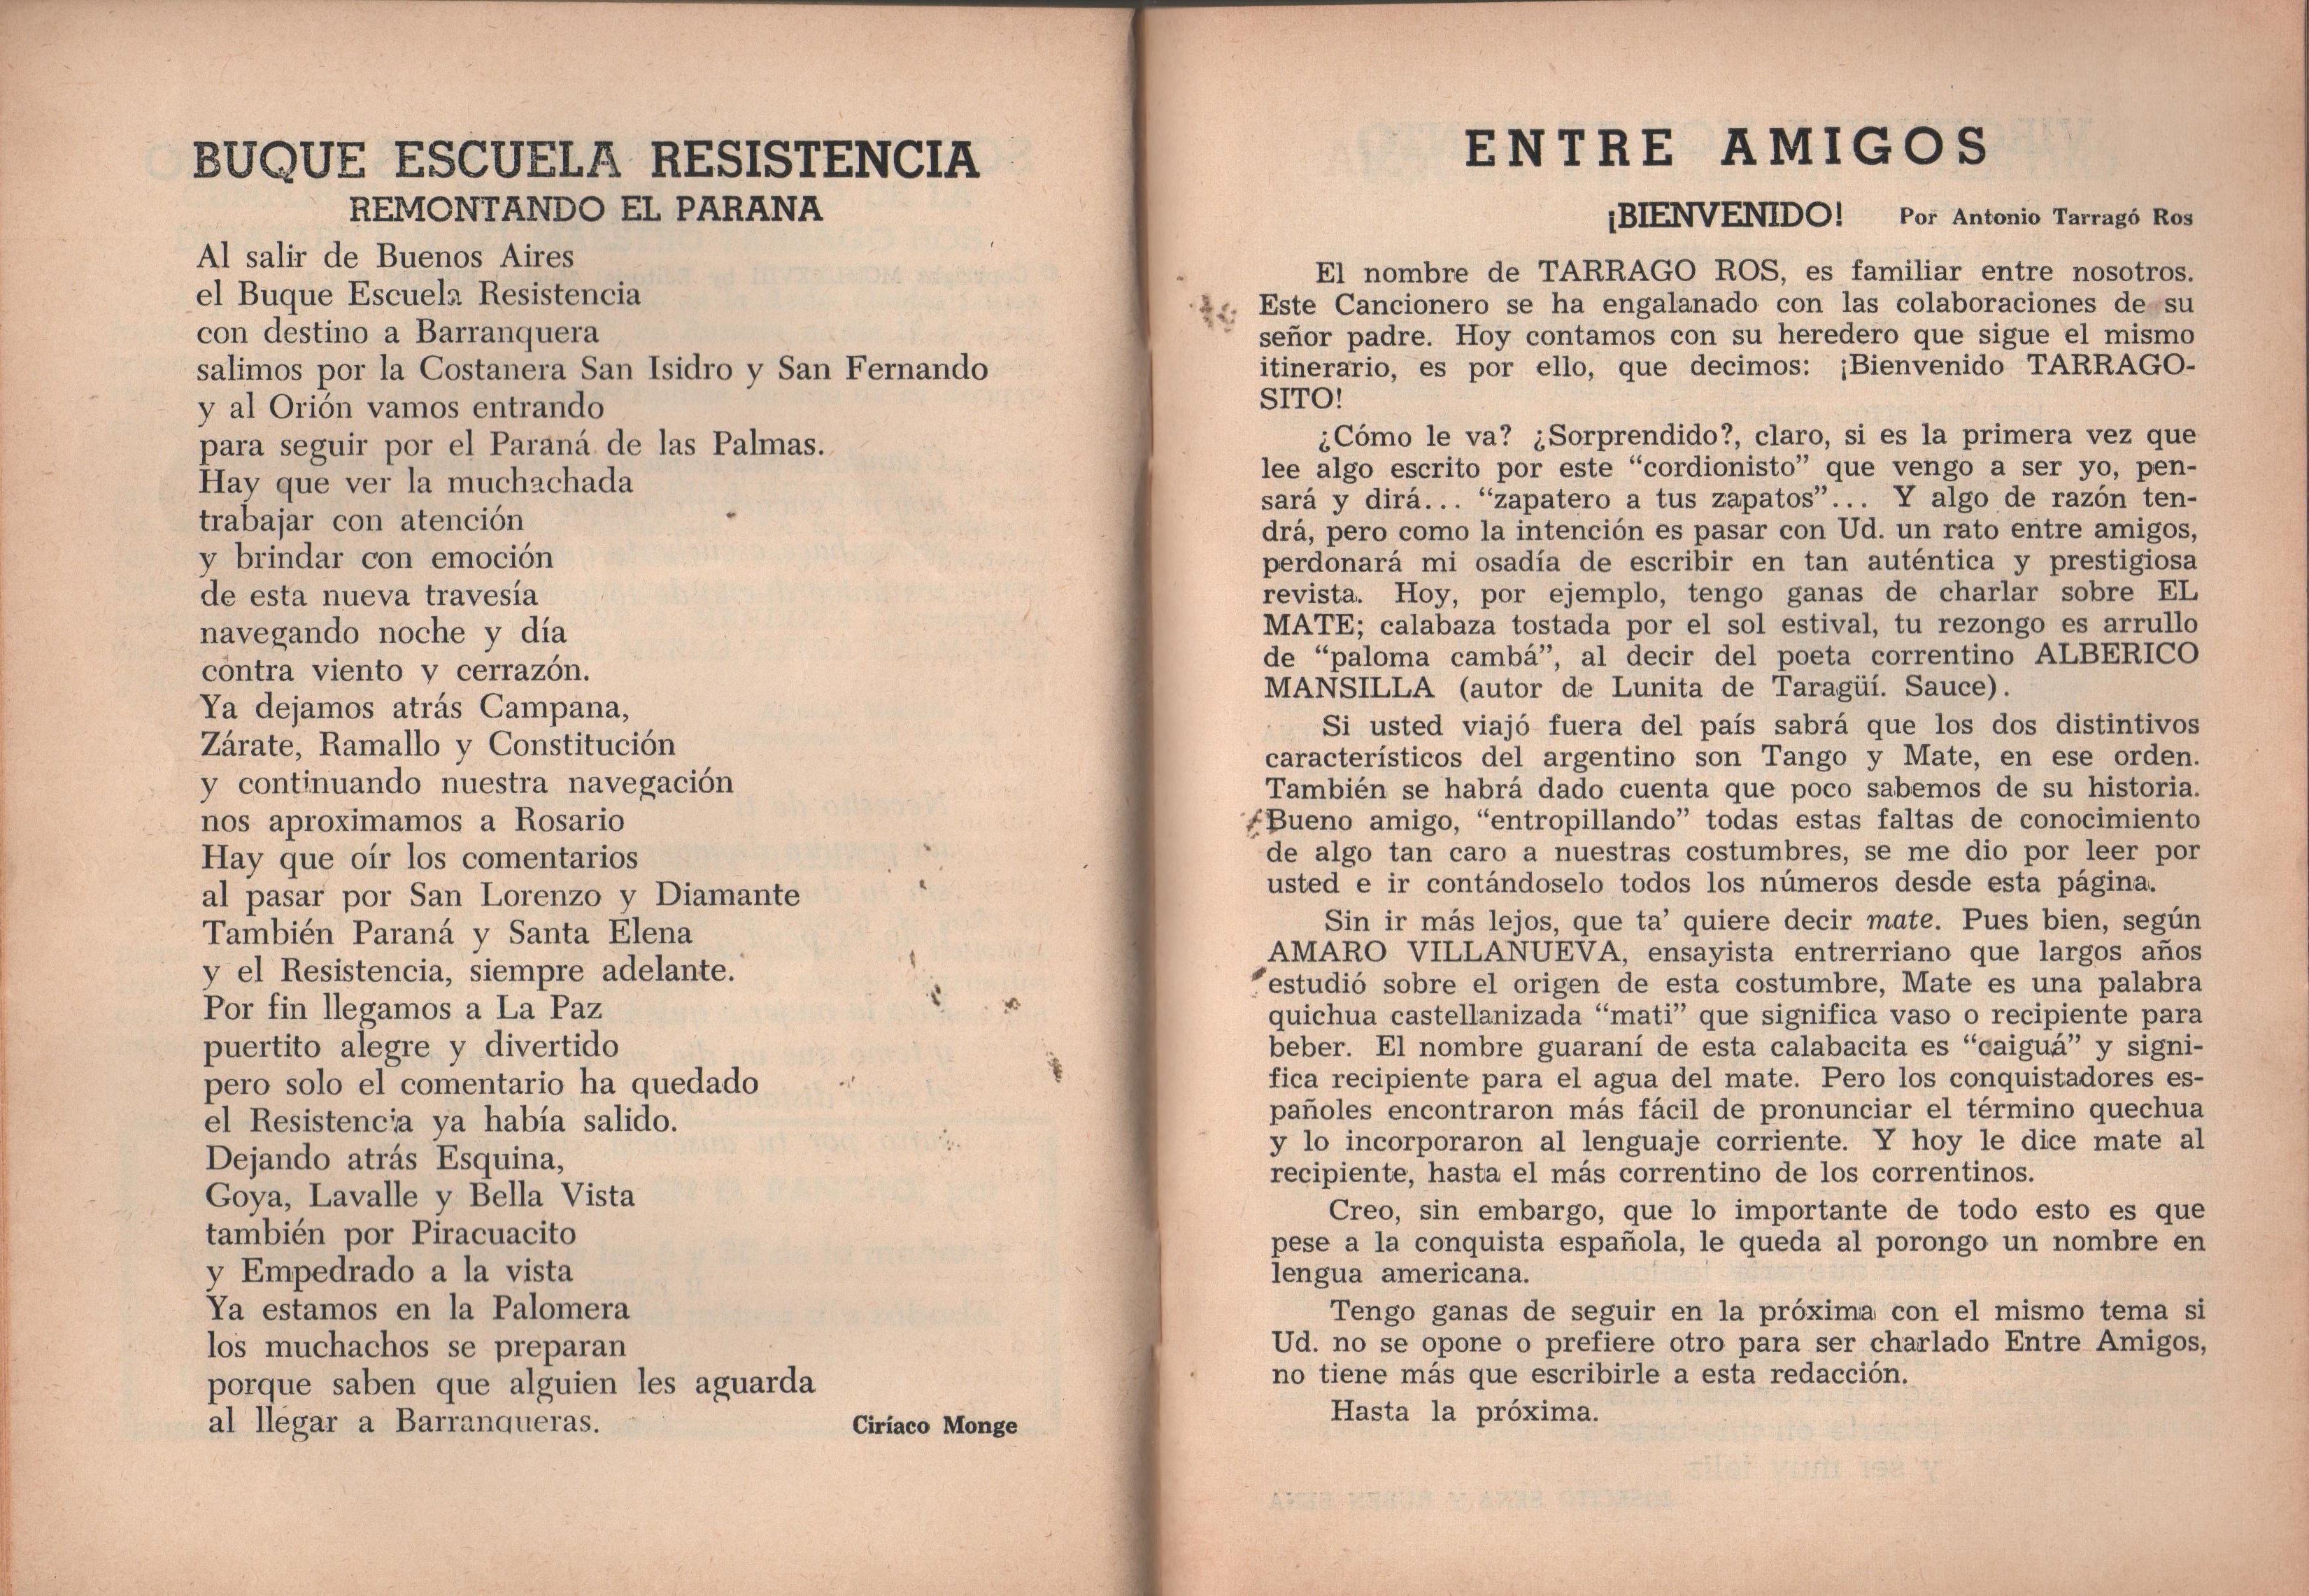 BUQUE ESCUELA RESISTENCIA
REMONTANDO EL PARANA
Al salir de Buenos Aires
el Buque Escuela Resistencia
con destino a Barranquera
salimos por la Costanera San Isidro y San Fernando
y al Orión vamos entrando
para seguir por el Paraná de las Palmas.
Hay que ver la muchachada
trabajar con atención
y brindar con emoción
de esta nueva travesía
navegando noche y día
contra viento y cerrazón.
Ya dejamos atrás Campana,
Zárate, Ramallo y Constitución
y continuando nuestra navegación
nos aproximamos a Rosario
Hay que oír los comentarios
al pasar por San Lorenzo y Diamante
También Paraná y Santa Elena
y el Resistencia, siempre adelante.
Por fin llegamos a La Paz
puertito alegre y divertido
pero solo el comentario ha quedado
el Resistencia ya había salido.
Dejando atrás Esquina,
Goya, Lavalle y Bella Vista
también por Piracuacito
y Empedrado a la vista
Ya estamos en la Palomera
los muchachos se preparan
porque saben que alguien les aguarda
al llegar a Barranqueras.
Ciríaco Monge
ENTRE AMIGOS
¡BIENVENIDO! Por Antonio Tarragó Ros
El nombre de TARRAGO ROS, es familiar entre nosotros.
Este Cancionero se ha engalanado con las colaboraciones de su
señor padre. Hoy contamos con su heredero que sigue el mismo
itinerario, es por ello, que decimos: ¡Bienvenido TARRAGO-
SITO!
¿Cómo le va? ¿Sorprendido?, claro, si es la primera vez que
lee algo escrito por este “cordionisto” que vengo a ser yo, pen-
sará y dirá... “zapatero a tus zapatos”... Y algo de razón ten-
drá, pero como la intención es pasar con Ud. un rato entre amigos,
perdonará mi osadía de escribir en tan auténtica y prestigiosa
revista. Hoy, por ejemplo, tengo ganas de charlar sobre EL
MATE; calabaza tostada por el sol estival, tu rezongo es arrullo
de “paloma cambá”, al decir del poeta correntino ALBERICO
MANSILLA (autor de Lunita de Taragüí. Sauce).
Si usted viajó fuera del país sabrá que los dos distintivos
característicos del argentino son Tango y Mate, en ese orden.
También se habrá dado cuenta que poco sabemos de su historia.
Bueno amigo, “entropillando” todas estas faltas de conocimiento
de algo tan caro a nuestras costumbres, se me dio por leer por
usted e ir contándoselo todos los números desde esta página.
Sin ir más lejos, que ta’ quiere decir mate. Pues bien, según
AMARO VILLANUEVA, ensayista entrerriano que largos años
estudió sobre el origen de esta costumbre, Mate es una palabra
quichua castellanizada “mati” que significa vaso o recipiente para
beber. El nombre guaraní de esta calabacita es “caiguá” y signi-
fica recipiente para el agua del mate. Pero los conquistadores es-
pañoles encontraron más fácil de pronunciar el término quechua
y lo incorporaron al lenguaje corriente. Y hoy le dice mate al
recipiente, hasta el más correntino de los correntinos.
Creo, sin embargo, que lo importante de todo esto es que
pese a la conquista española, le queda al porongo un nombre en
lengua americana.
Tengo ganas de seguir en la próxima con el mismo tema si
Ud. no se opone o prefiere otro para ser charlado Entre Amigos,
no tiene más que escribirle a esta redacción.
Hasta la próxima.